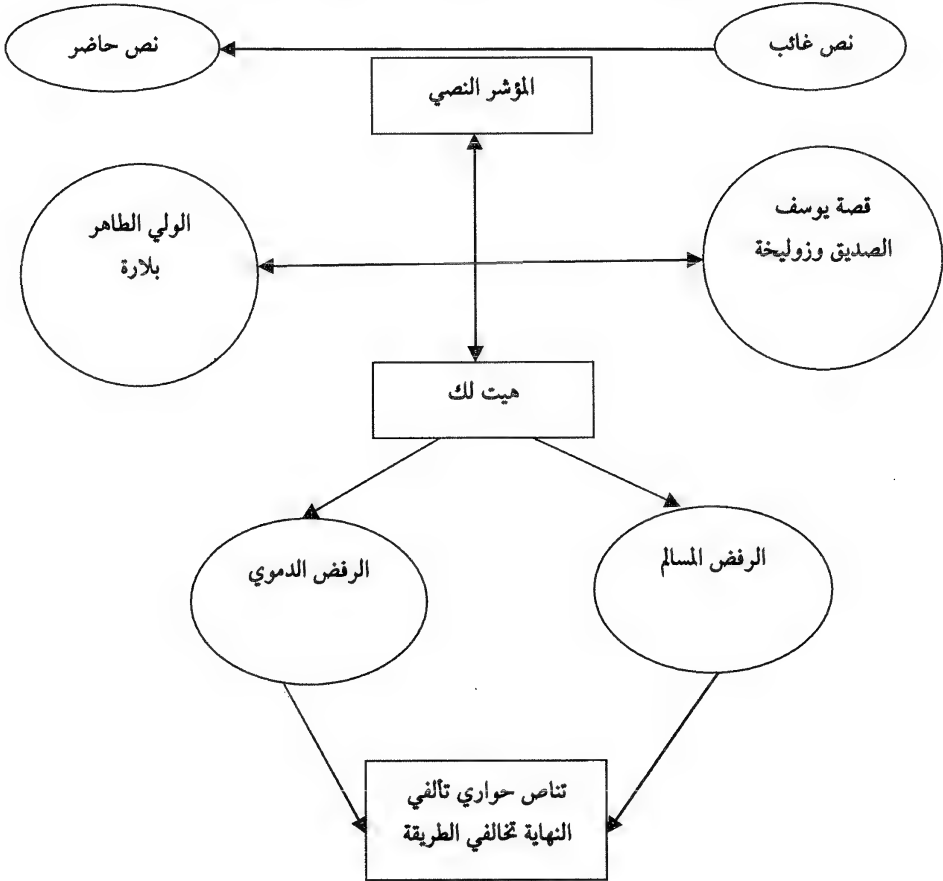 نص غائب
نص حاضر
المؤشر النصي
قصة يوسف
الصديق وزوليخة
الولي الطاهر
بلارة
هيت لك
الرفض المسالم
الرفض الدموي
تناص حواري تآلفي
النهاية تخالفي الطريقة